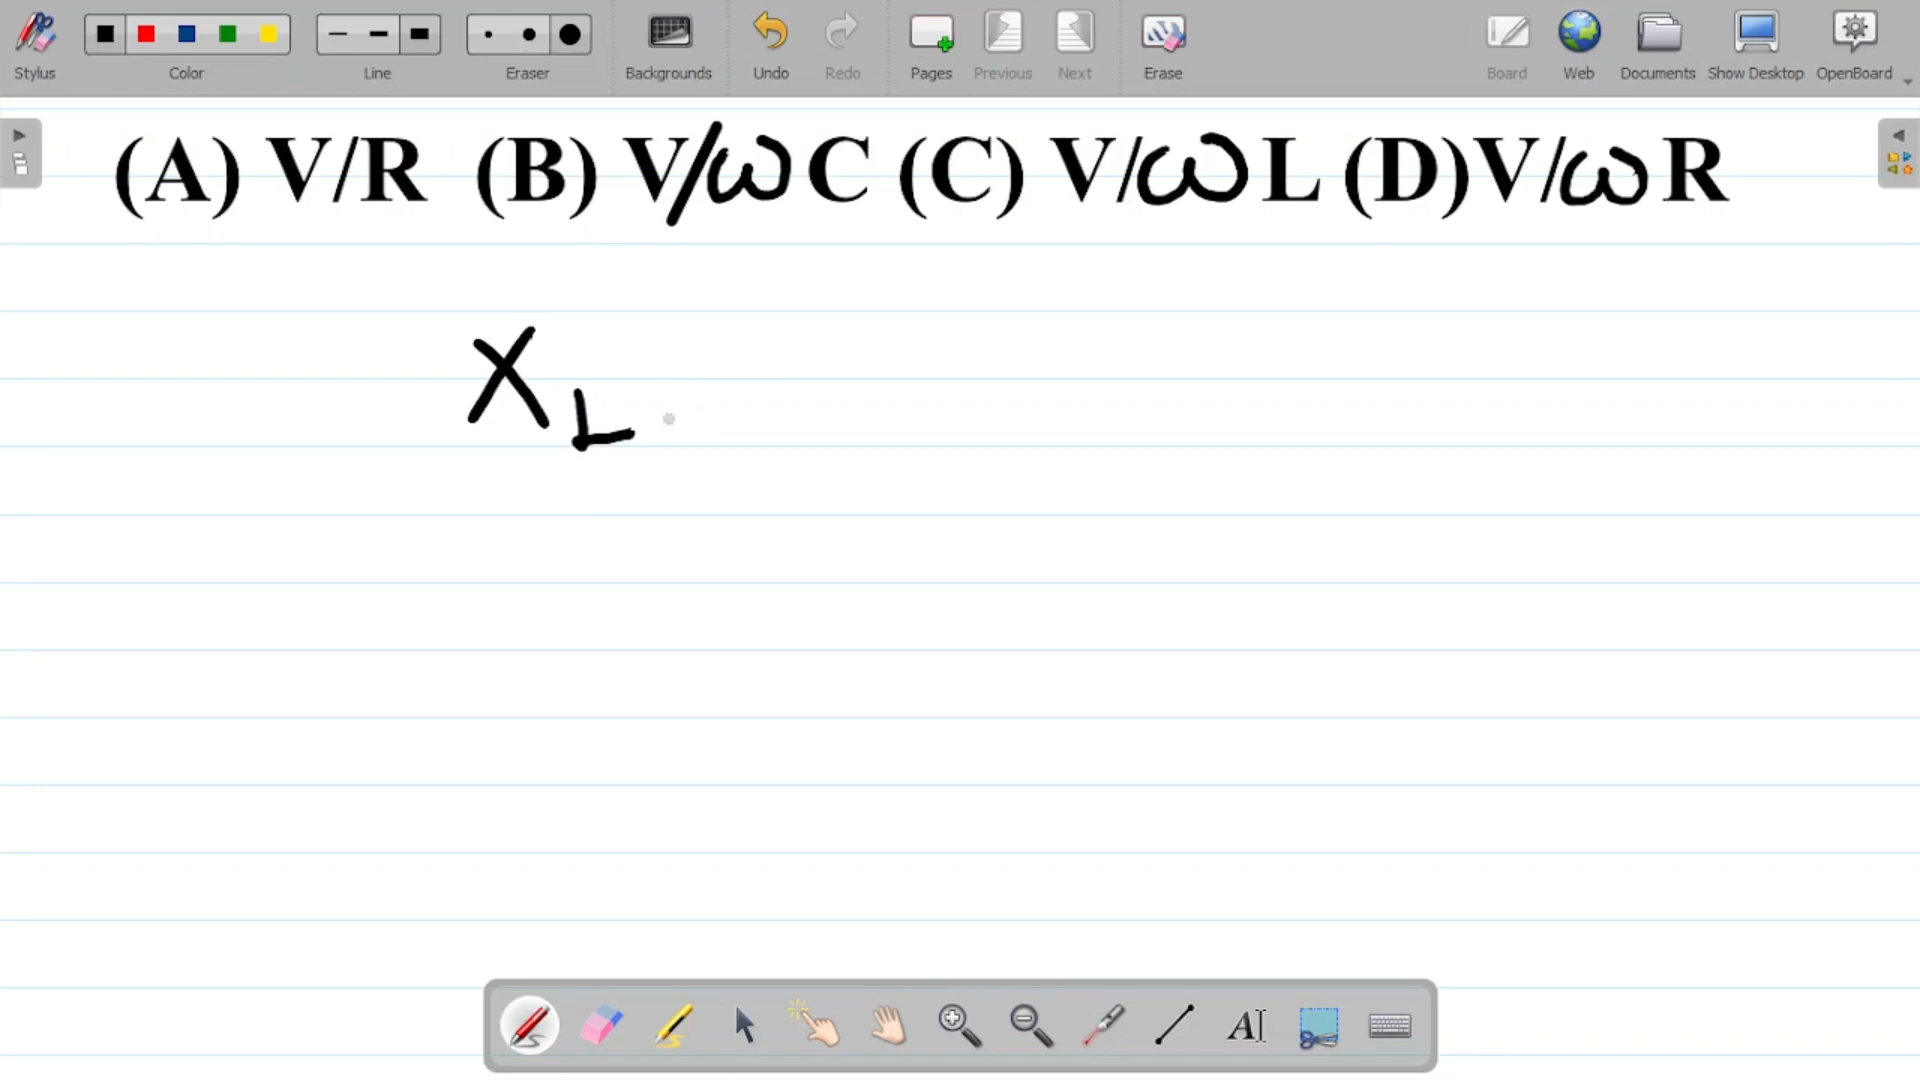 Stylus Color Line Eraser Backgrounds Undo Redo Pages Previous Next Erase Board Web Documents Show Desktop OpenBoard
(A) V/R (B) V/ωC (C) V/ωL (D)V/ωR
X_L